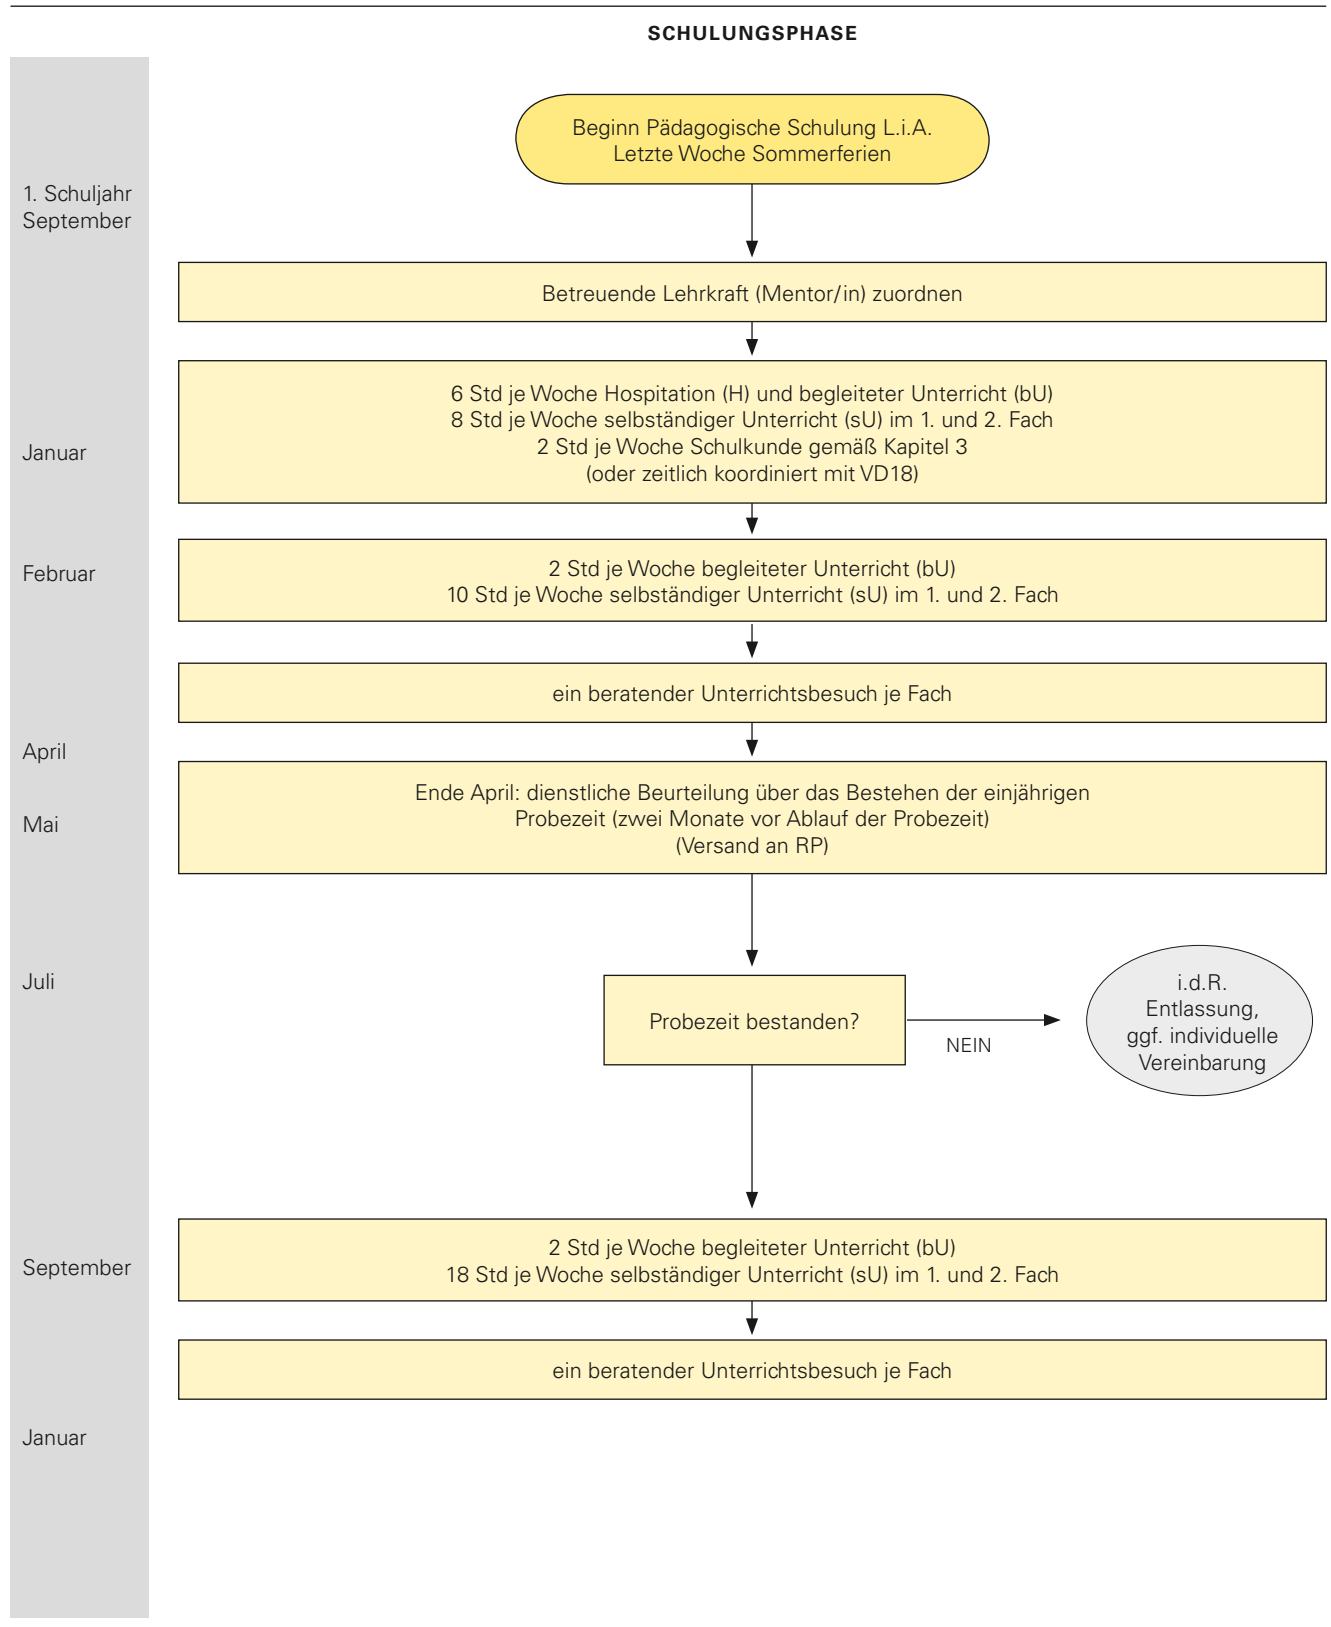 SCHULUNGSPHASE
Beginn Pädagogische Schulung L.i.A.
Letzte Woche Sommerferien
1. Schuljahr
September
Betreuende Lehrkraft (Mentor/in) zuordnen
Januar
6 Std je Woche Hospitation (H) und begleiteter Unterricht (bU)
8 Std je Woche selbständiger Unterricht (sU) im 1. und 2. Fach
2 Std je Woche Schulkunde gemäß Kapitel 3
(oder zeitlich koordiniert mit VD18)
Februar
2 Std je Woche begleiteter Unterricht (bU)
10 Std je Woche selbständiger Unterricht (sU) im 1. und 2. Fach
ein beratender Unterrichtsbesuch je Fach
April
Mai
Ende April: dienstliche Beurteilung über das Bestehen der einjährigen
Probezeit (zwei Monate vor Ablauf der Probezeit)
(Versand an RP)
Juli
Probezeit bestanden?
NEIN
i.d.R.
Entlassung,
ggf. individuelle
Vereinbarung
September
2 Std je Woche begleiteter Unterricht (bU)
18 Std je Woche selbständiger Unterricht (sU) im 1. und 2. Fach
ein beratender Unterrichtsbesuch je Fach
Januar